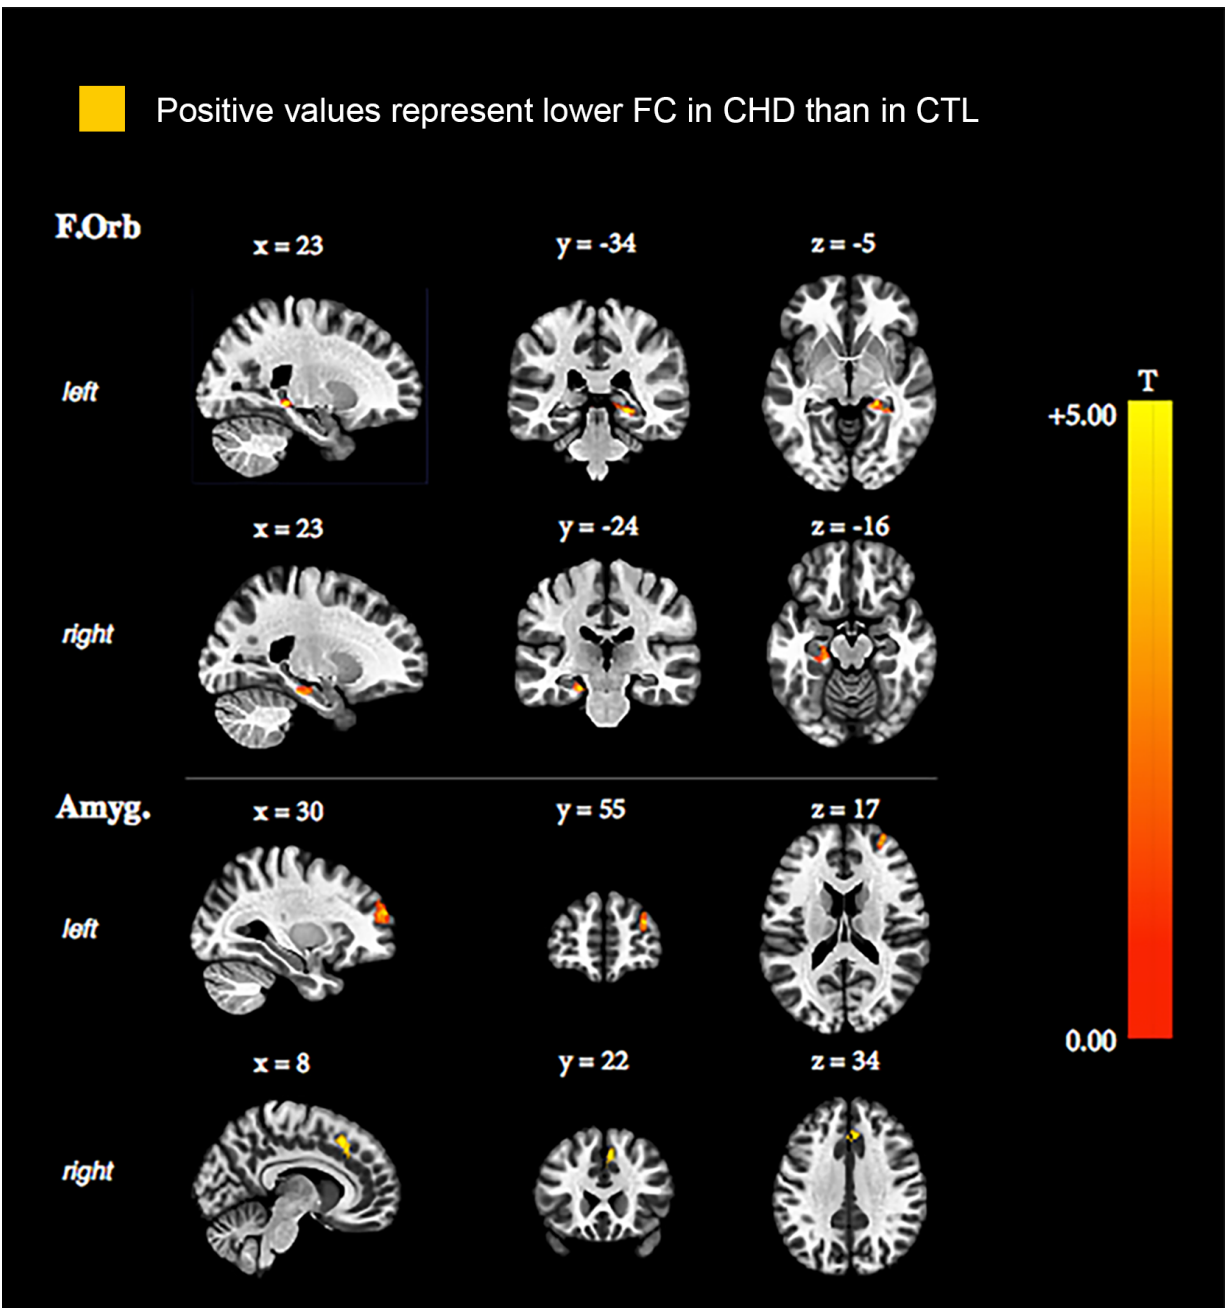 Positive values represent lower FC in CHD than in CTL
F.Orb
x = 23 y = -34 z = -5
left
T
+5.00
x = 23 y = -24 z = -16
right
Amyg.
x = 30 y = 55 z = 17
left
0.00
x = 8 y = 22 z = 34
right